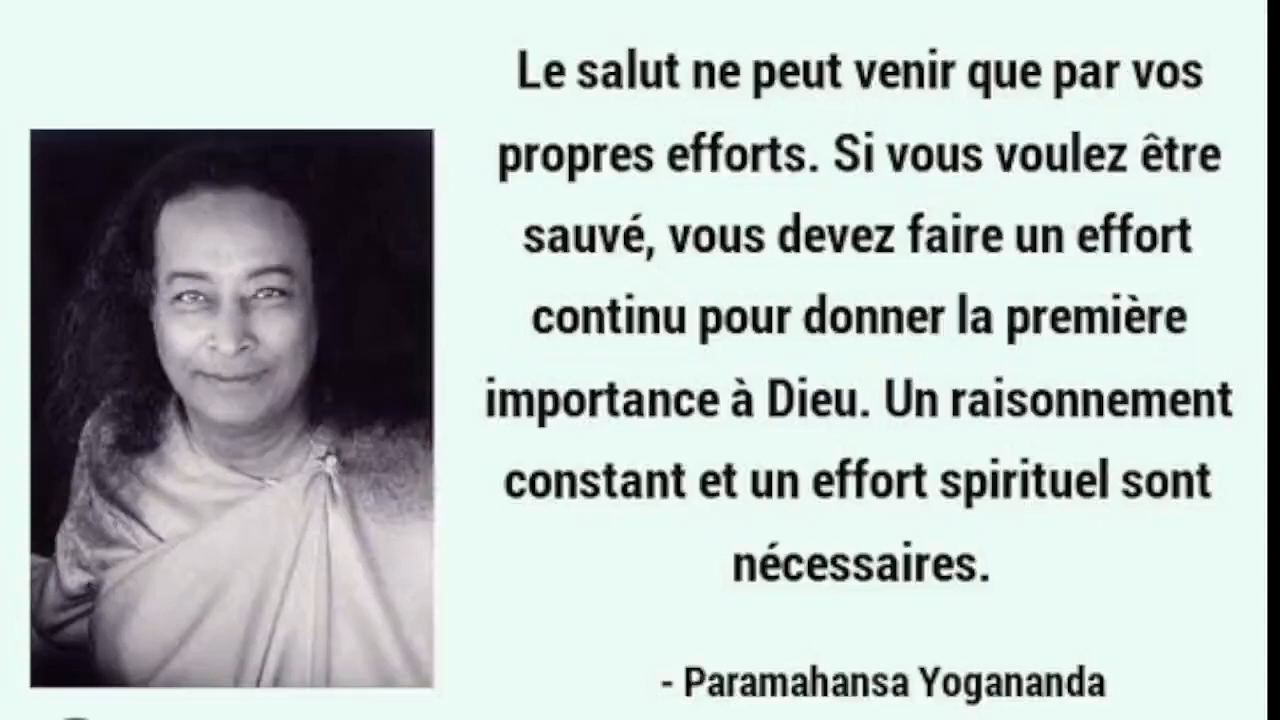 Le salut ne peut venir que par vos
propres efforts. Si vous voulez être
sauvé, vous devez faire un effort
continu pour donner la première
importance à Dieu. Un raisonnement
constant et un effort spirituel sont
nécessaires.
- Paramahansa Yogananda